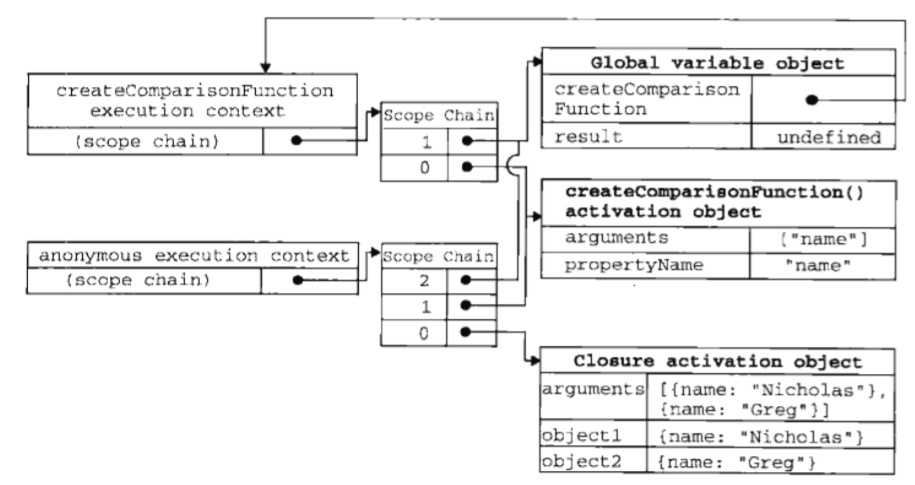 createComparisonFunction
execution context
(scope chain)
Scope Chain
1
0
Global variable object
createComparison
Function
result undefined
createComparisonFunction()
activation object
arguments ["name"]
propertyName "name"
anonymous execution context
(scope chain)
Scope Chain
2
1
0
Closure activation object
arguments [{name: "Nicholas"},
{name: "Greg"}]
object1 {name: "Nicholas"}
object2 {name: "Greg"}